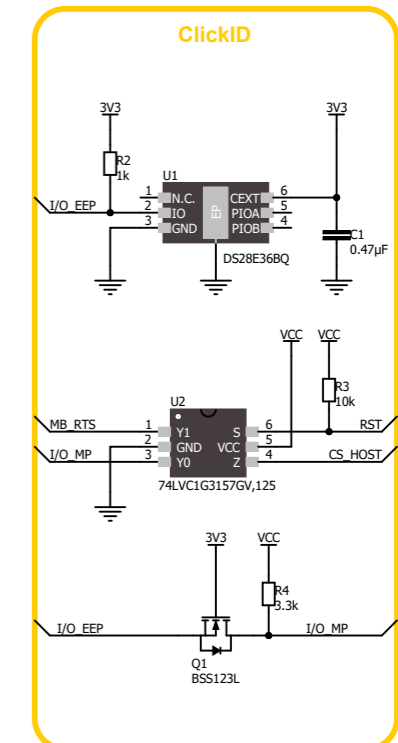 ClickID
3V3 3V3
R2
1k
U1
1 N.C. CEXT 6
I/O_EEP 2 IO PIOA 5
3 GND PIOB 4
EP
C1
0.47μF
DS28E36BQ
VCC VCC
R3
10k
U2
MB_RTS 1 Y1 S 6 RST
2 GND VCC 5
I/O_MP 3 Y0 Z 4 CS_HOST
74LVC1G3157GV,125
3V3 VCC
R4
3.3k
I/O_EEP I/O_MP
Q1
BSS123L